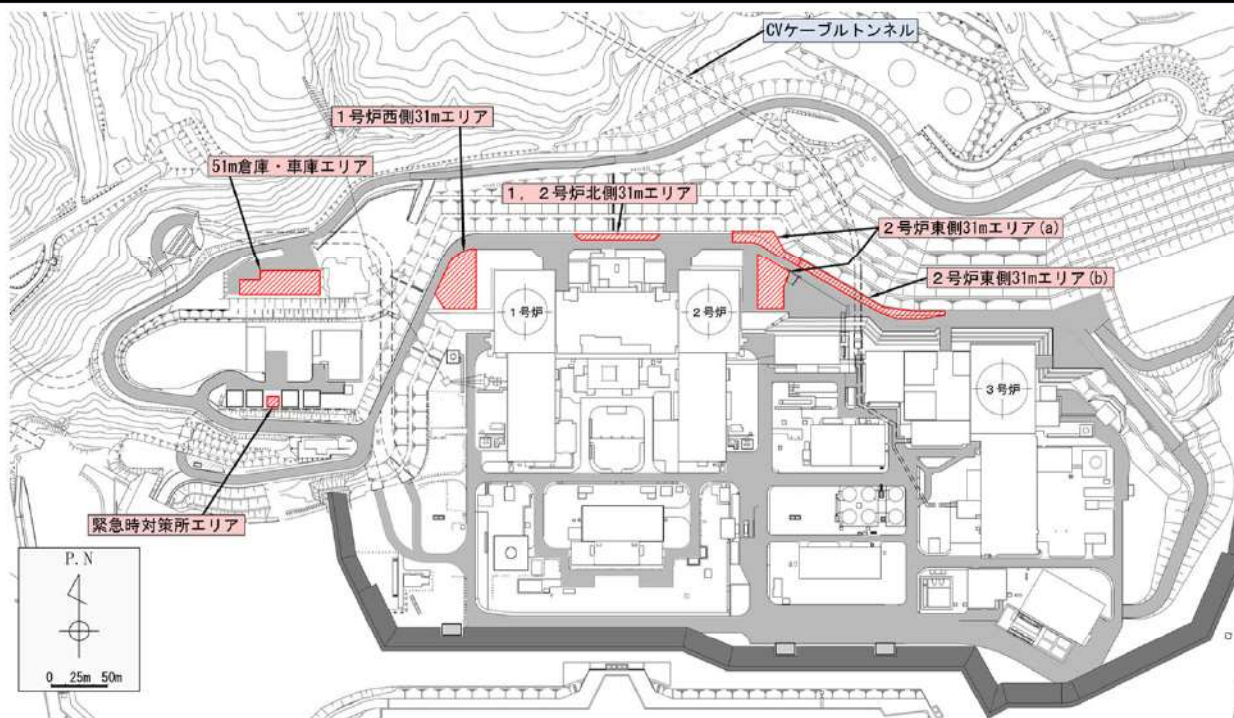 CVケーブルトンネル
1号炉西側31mエリア
51m倉庫・車庫エリア
1,2号炉北側31mエリア
2号炉東側31mエリア(a)
2号炉東側31mエリア(b)
1号炉
2号炉
3号炉
緊急時対策所エリア
P.N
0 25m 50m